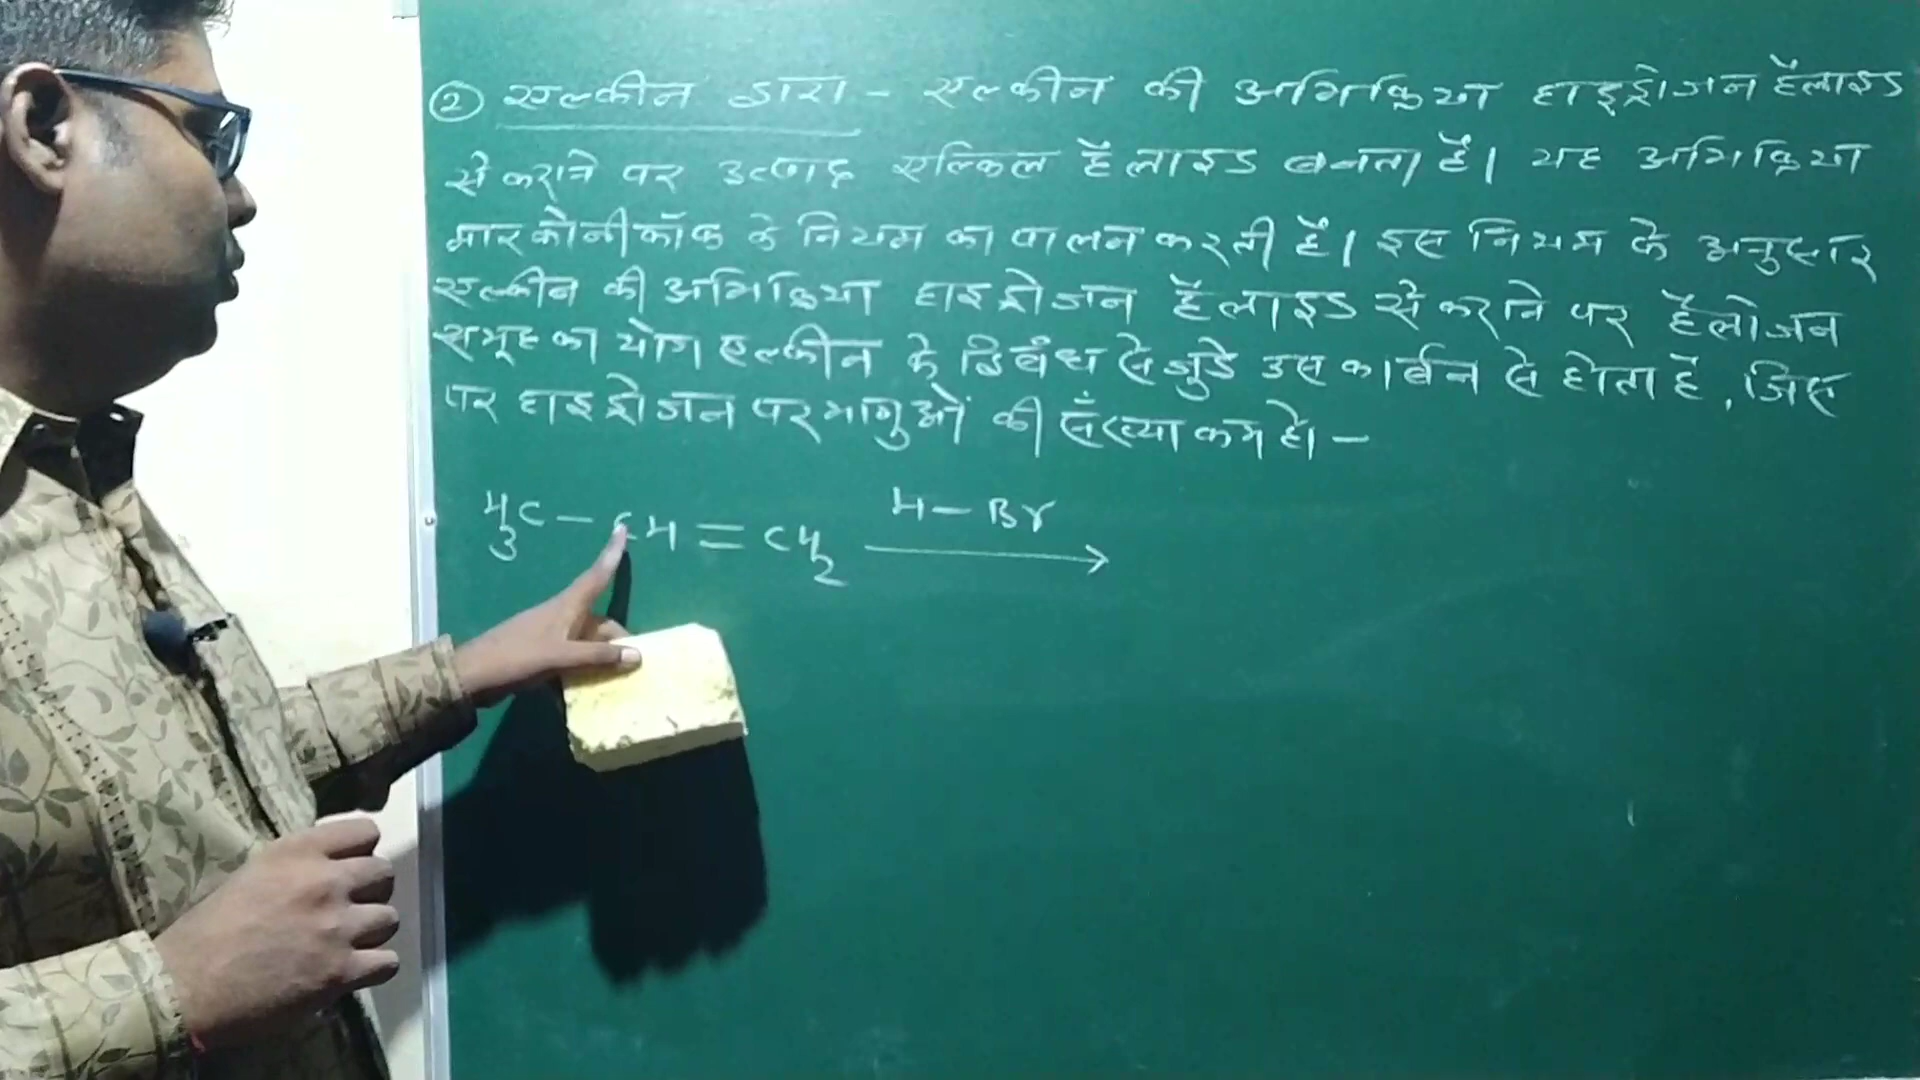 ② एल्कीन द्वारा – एल्कीन की अभिक्रिया हाइड्रोजन हैलाइड
से कराने पर उत्पाद एल्किल हैलाइड बनता है। यह अभिक्रिया
मारकोनीकॉफ के नियम का पालन करती है। इस नियम के अनुसार
एल्कीन की अभिक्रिया हाइड्रोजन हैलाइड से कराने पर हैलोजन
समूह का योग एल्कीन के द्विबंध से जुडे उस कार्बन से होता है, जिस
पर हाइड्रोजन परमाणुओं की संख्या कम हो –
H₃C – CH = CH₂ H – Br →